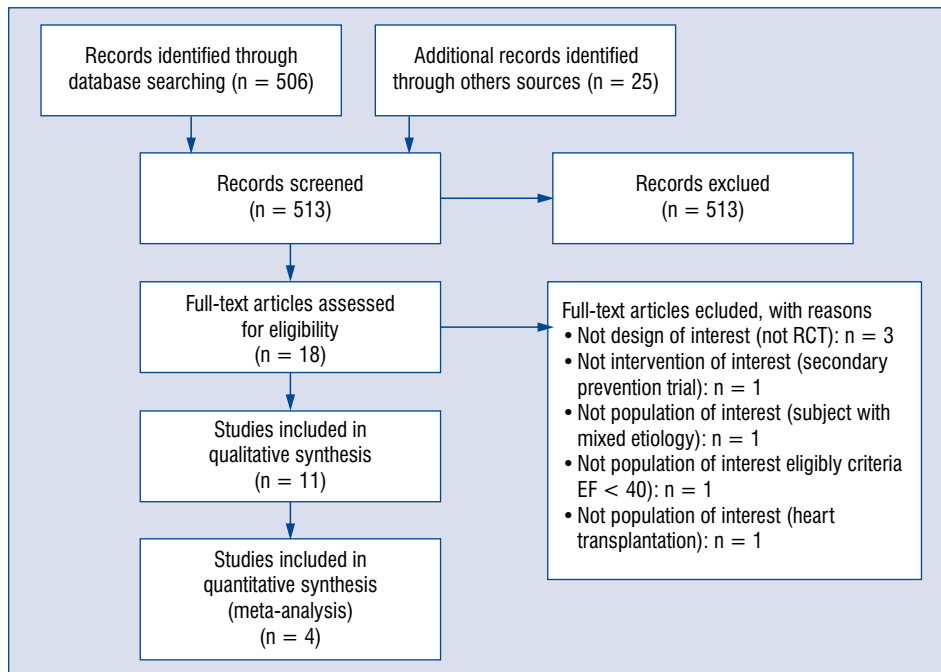 Records identified through
database searching (n = 506)
Additional records identified
through others sources (n = 25)
Records screened
(n = 513)
Records exclued
(n = 513)
Full-text articles assessed
for eligibility
(n = 18)
Full-text articles ecluded, with reasons
• Not design of interest (not RCT): n = 3
• Not intervention of interest (secondary
prevention trial): n = 1
• Not population of interest (subject with
mixed etiology): n = 1
• Not population of interest eligibly criteria
EF < 40): n = 1
• Not population of interest (heart
transplantation): n = 1
Studies included in
qualitative synthesis
(n = 11)
Studies included in
quantitative synthesis
(meta-analysis)
(n = 4)